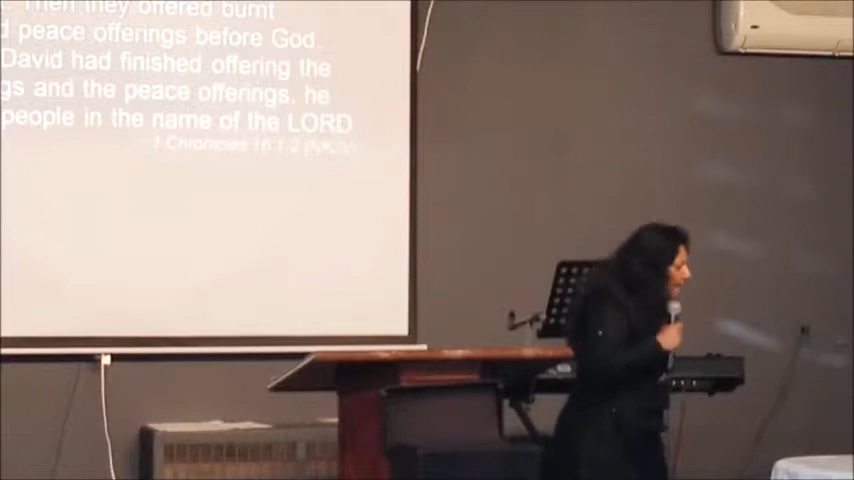 Then they offered burnt
peace offerings before God.
David had finished offering the
and the peace offerings, he
people in the name of the LORD
1 Chronicles 16:1-2 (NKJV)